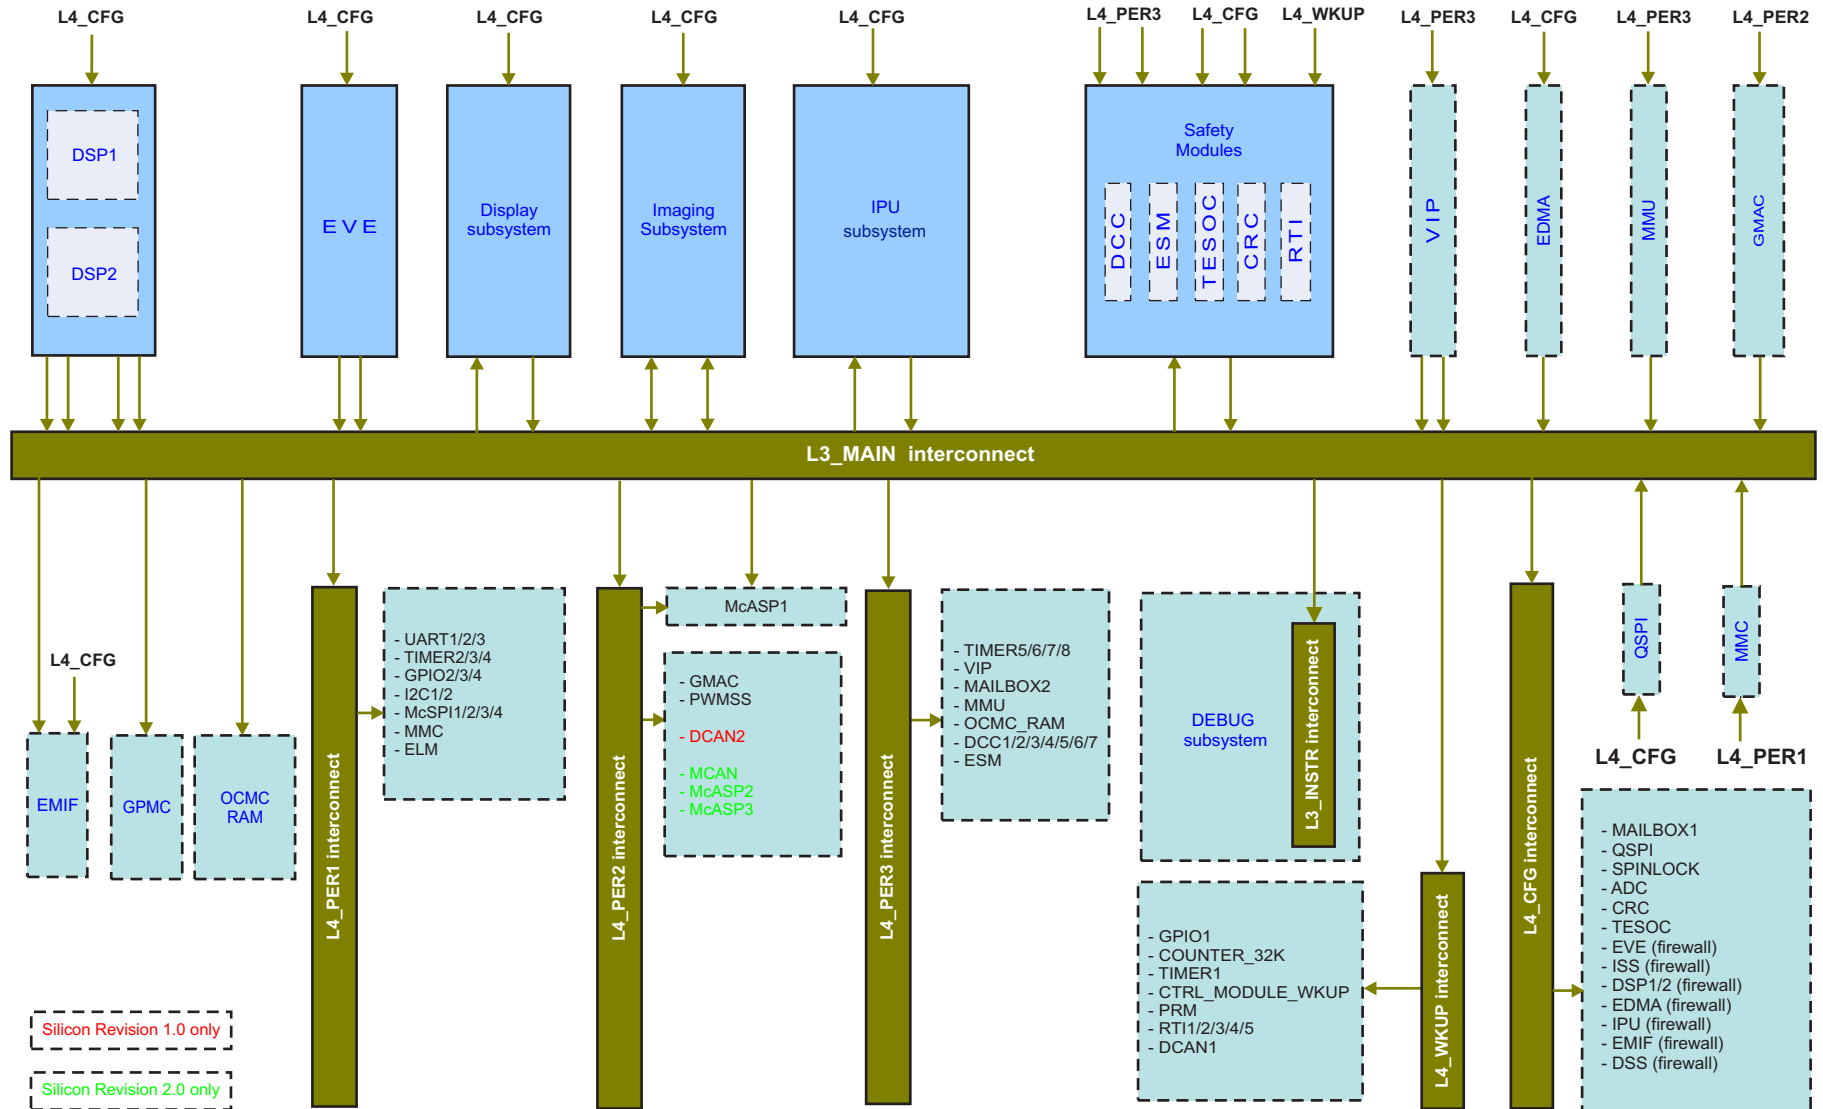 L4_CFG
L4_CFG
L4_CFG
L4_CFG
L4_CFG
L4_PER3
L4_CFG
L4_WKUP
L4_PER3
L4_CFG
L4_PER3
L4_PER2
DSP1
DSP2
EVE
Display
subsystem
Imaging
Subsystem
IPU
subsystem
Safety
Modules
DCC
ESM
TESOC
CRC
RTI
VIP
EDMA
MMU
GMAC
L3_MAIN interconnect
L4_CFG
EMIF
GPMC
OCMC
RAM
L4_PER1 interconnect
- UART1/2/3
- TIMER2/3/4
- GPIO2/3/4
- I2C1/2
- McSPI1/2/3/4
- MMC
- ELM
L4_PER2 interconnect
McASP1
- GMAC
- PWMSS
- DCAN2
- MCAN
- McASP2
- McASP3
L4_PER3 interconnect
- TIMER5/6/7/8
- VIP
- MAILBOX2
- MMU
- OCMC_RAM
- DCC1/2/3/4/5/6/7
- ESM
DEBUG
subsystem
L3_INSTR interconnect
- GPIO1
- COUNTER_32K
- TIMER1
- CTRL_MODULE_WKUP
- PRM
- RTI1/2/3/4/5
- DCAN1
L4_WKUP interconnect
L4_CFG interconnect
QSPI
MMC
L4_CFG
L4_PER1
- MAILBOX1
- QSPI
- SPINLOCK
- ADC
- CRC
- TESOC
- EVE (firewall)
- ISS (firewall)
- DSP1/2 (firewall)
- EDMA (firewall)
- IPU (firewall)
- EMIF (firewall)
- DSS (firewall)
Silicon Revision 1.0 only
Silicon Revision 2.0 only